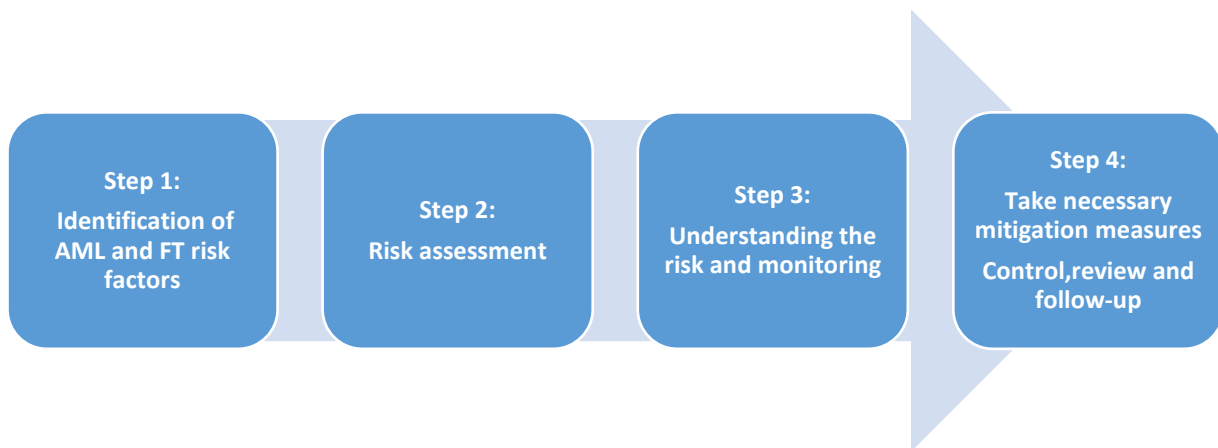 Step 1:
Identification of
AML and FT risk
factors
Step 2:
Risk assessment
Step 3:
Understanding the
risk and monitoring
Step 4:
Take necessary
mitigation measures
Control,review and
follow-up